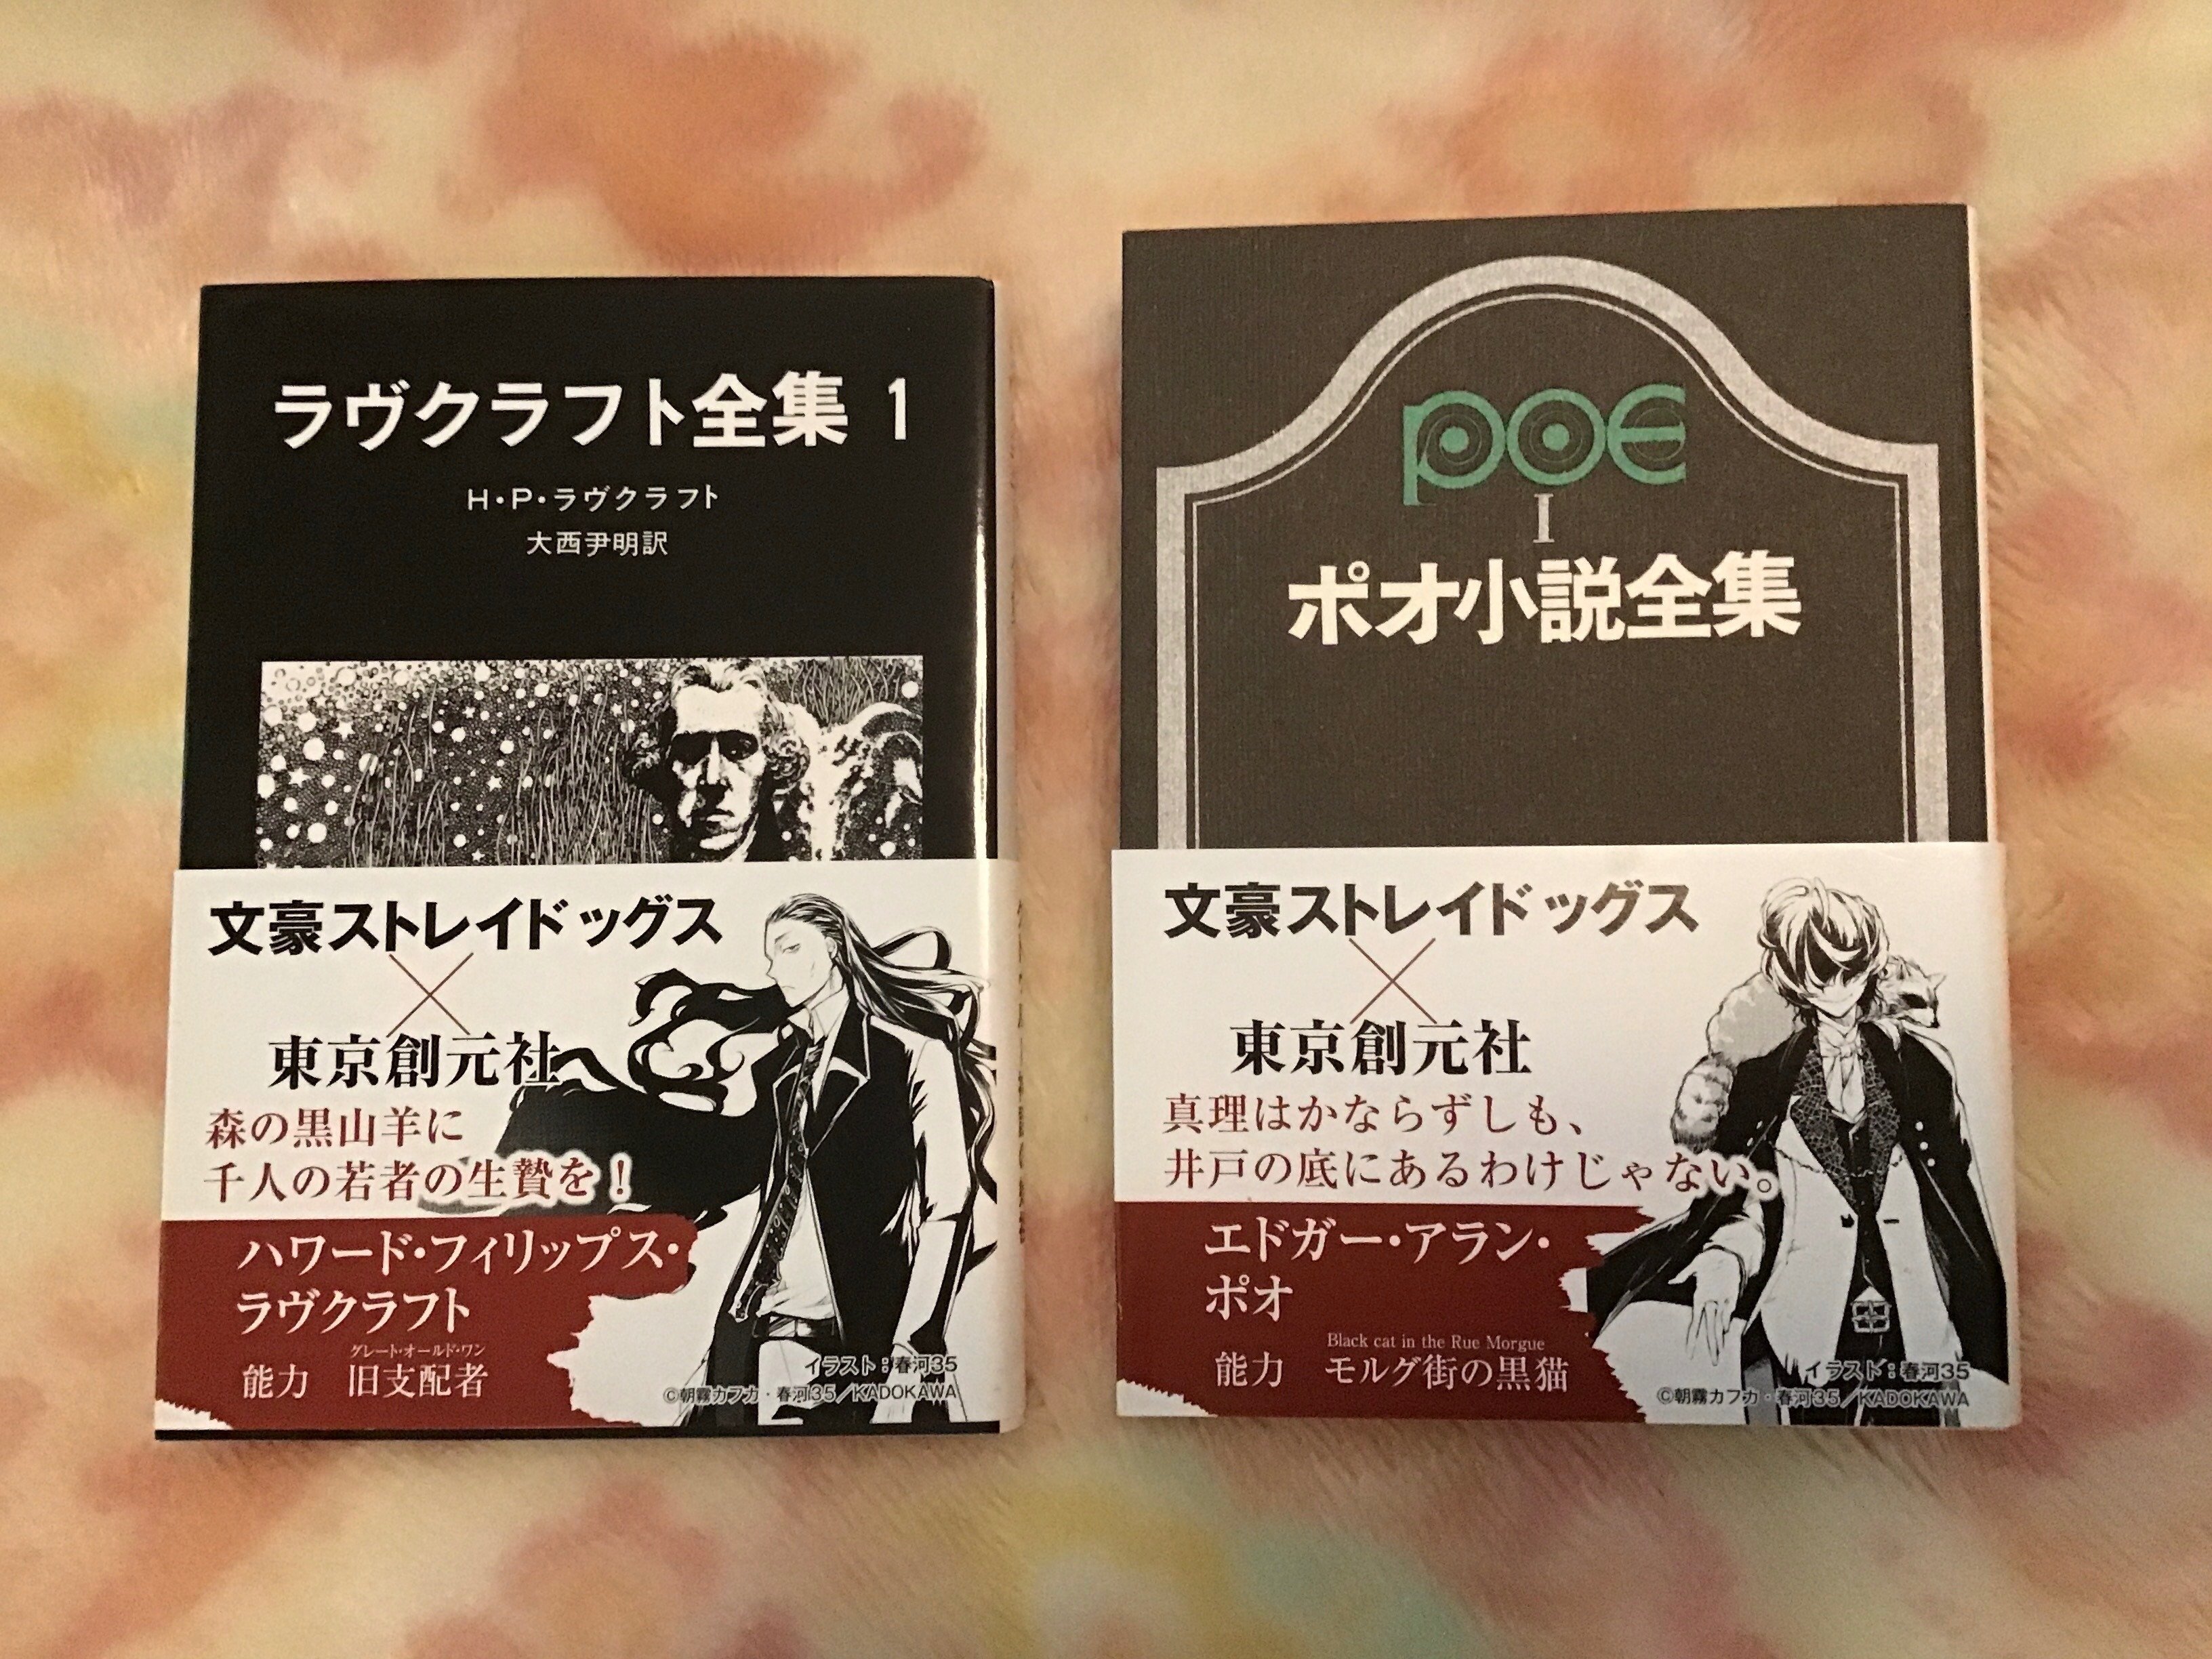 ラヴクラフト全集 1
H・P・ラヴクラフト
大西尹明訳
文豪ストレイドッグス
×
東京創元社
森の黒山羊に
千人の若者の生贄を！
ハワード・フィリップス・
ラヴクラフト
グレート・オールド・ワン
能力 旧支配者
イラスト：春河35
©朝霧カフカ・春河35／KADOKAWA
poe
I
ポオ小説全集
文豪ストレイドッグス
×
東京創元社
真理はかならずしも、
井戸の底にあるわけじゃない。
エドガー・アラン・
ポオ
Black cat in the Rue Morgue
能力 モルグ街の黒猫
イラスト：春河35
©朝霧カフカ・春河35／KADOKAWA